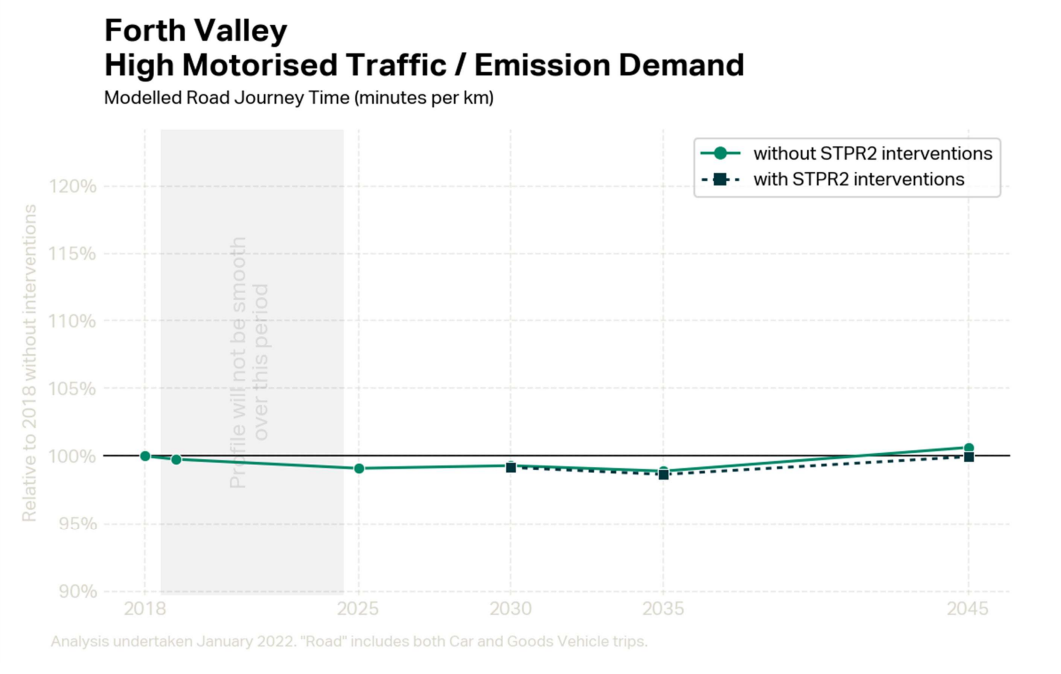 Forth Valley
High Motorised Traffic / Emission Demand
Modelled Road Journey Time (minutes per km)
without STPR2 interventions
with STPR2 interventions
Relative to 2018 without interventions
120%
115%
110%
105%
100%
95%
90%
Profile will not be smooth
over this period
2018
2025
2030
2035
2045
Analysis undertaken January 2022. "Road" includes both Car and Goods Vehicle trips.